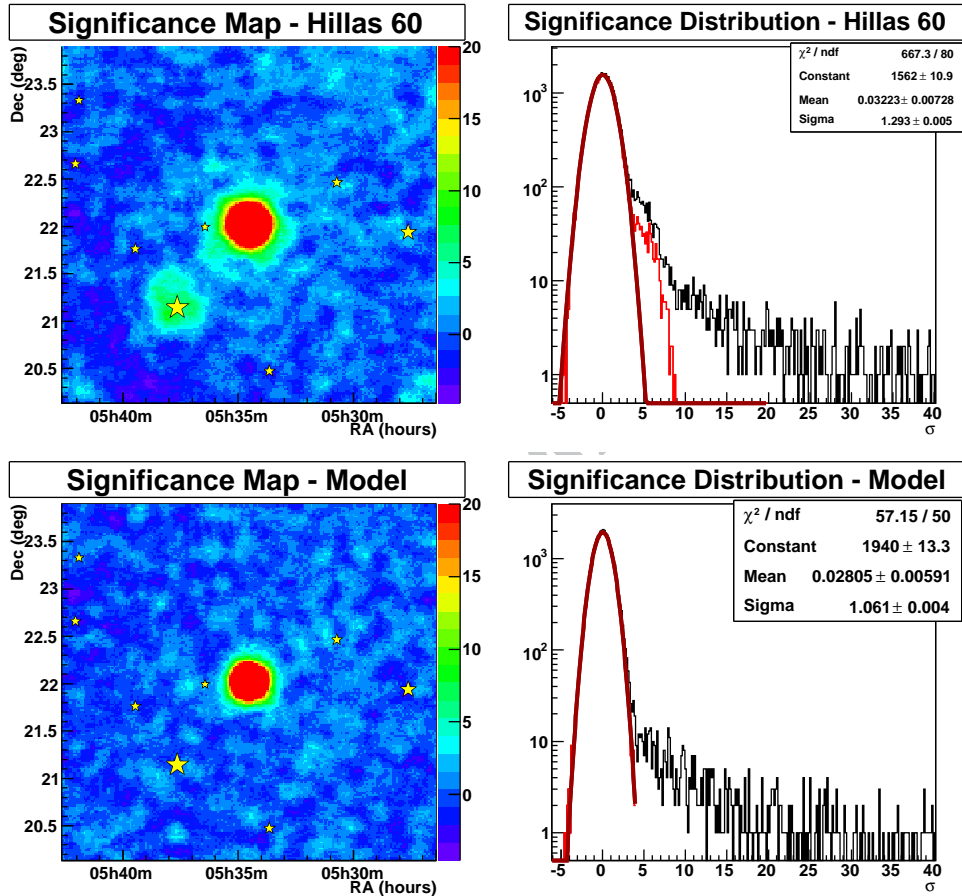 Significance Map - Hillas 60
Dec (deg)
23.5
23
22.5
22
21.5
21
20.5
05h40m
05h35m
05h30m
RA (hours)
20
15
10
5
0
Significance Distribution - Hillas 60
χ² / ndf 667.3 / 80
Constant 1562 ± 10.9
Mean 0.03223 ± 0.00728
Sigma 1.293 ± 0.005
10³
10²
10
1
-5 0 5 10 15 20 25 30 35 40
σ
Significance Map - Model
Dec (deg)
23.5
23
22.5
22
21.5
21
20.5
05h40m
05h35m
05h30m
RA (hours)
20
15
10
5
0
Significance Distribution - Model
χ² / ndf 57.15 / 50
Constant 1940 ± 13.3
Mean 0.02805 ± 0.00591
Sigma 1.061 ± 0.004
10³
10²
10
1
-5 0 5 10 15 20 25 30 35 40
σ